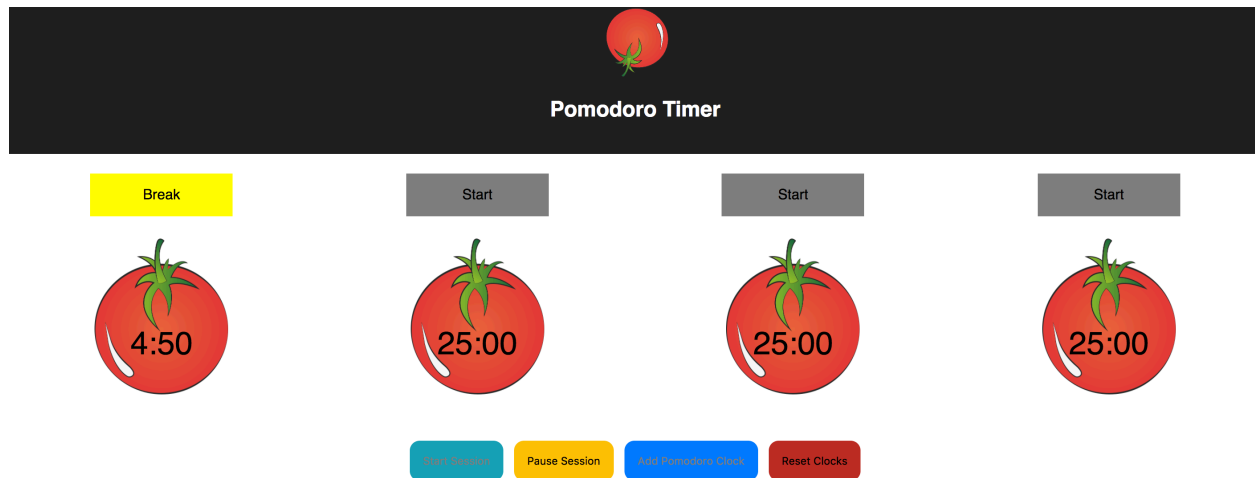 Pomodoro Timer
Break
Start
Start
Start
4:50
25:00
25:00
25:00
Start Session
Pause Session
Add Pomodoro Clock
Reset Clocks